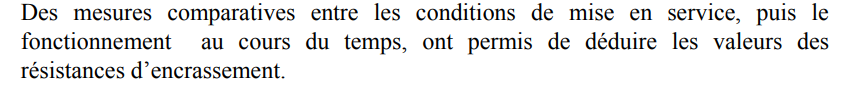 Des mesures comparatives entre les conditions de mise en service, puis le
fonctionnement au cours du temps, ont permis de déduire les valeurs des
résistances d’encrassement.